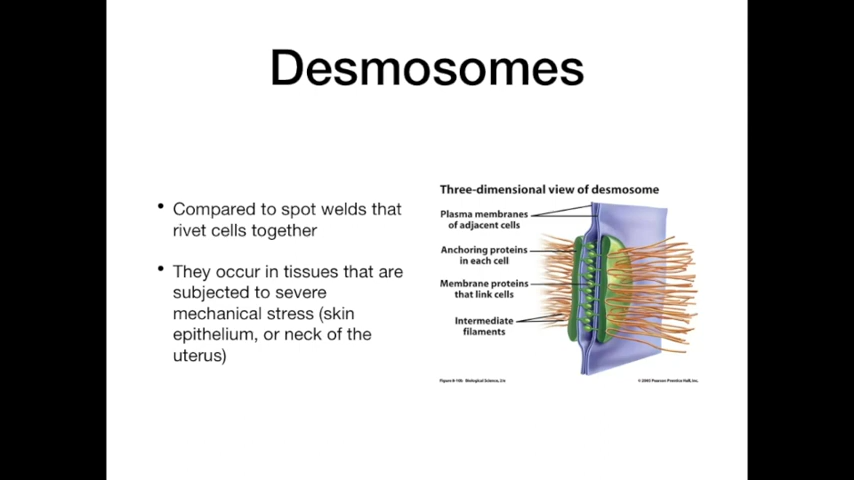 Desmosomes
• Compared to spot welds that
rivet cells together
• They occur in tissues that are
subjected to severe
mechanical stress (skin
epithelium, or neck of the
uterus)
Three-dimensional view of desmosome
Plasma membranes
of adjacent cells
Anchoring proteins
in each cell
Membrane proteins
that link cells
Intermediate
filaments
Biological Science, 2/e
© 2005 Pearson Prentice Hall, Inc.